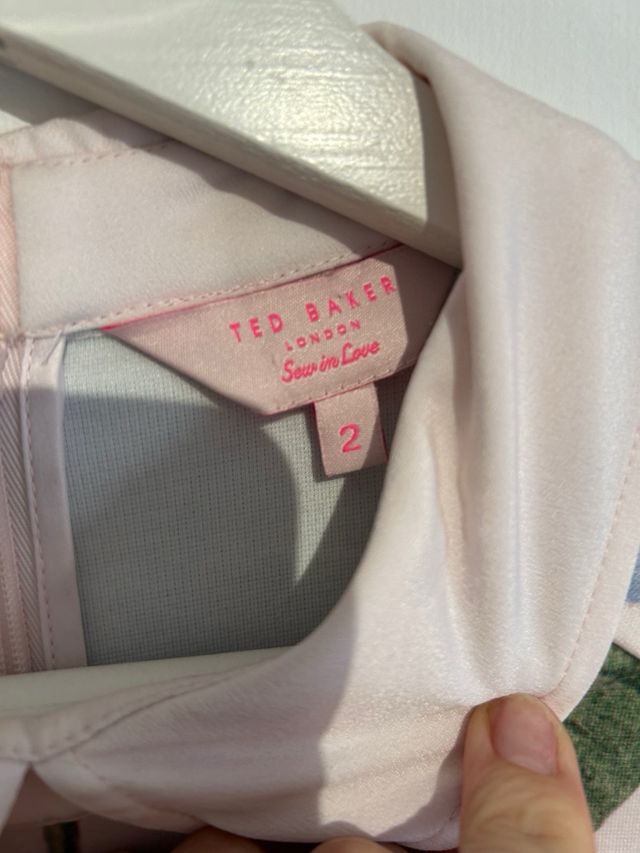 TED BAKER
LONDON
Sew in Love
2